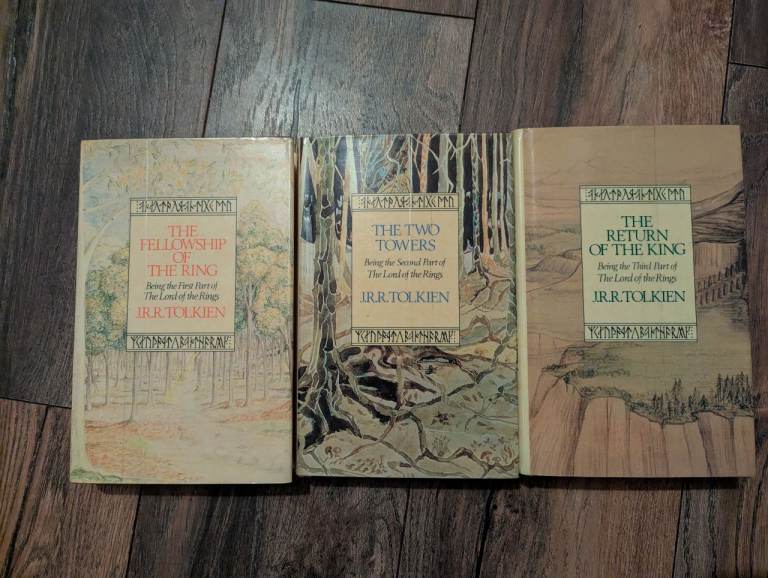 THE
FELLOWSHIP
OF
THE RING
Being the First Part of
The Lord of the Rings
J.R.R.TOLKIEN
THE TWO
TOWERS
Being the Second Part of
The Lord of the Rings
J.R.R.TOLKIEN
THE
RETURN
OF THE KING
Being the Third Part of
The Lord of the Rings
J.R.R.TOLKIEN